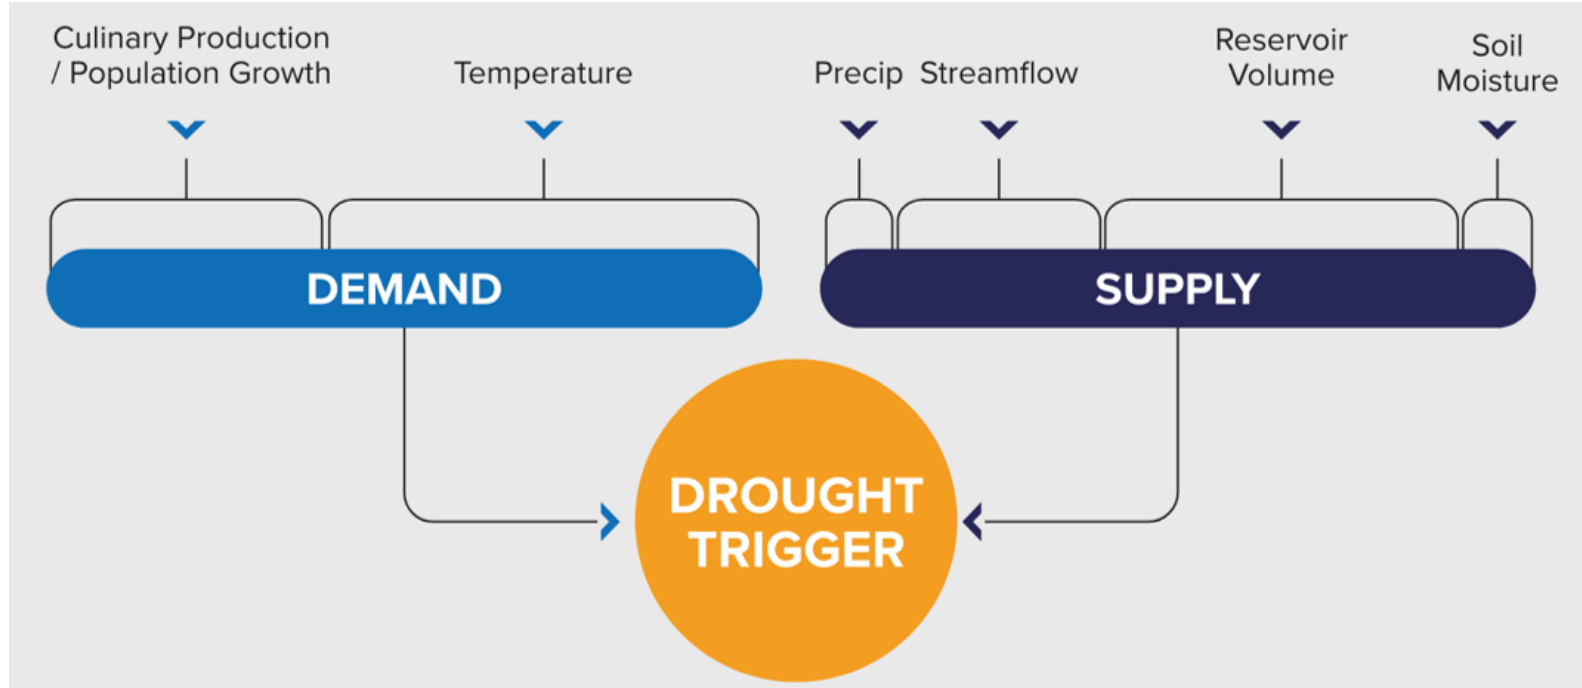 Culinary Production
/ Population Growth
Temperature
Precip
Streamflow
Reservoir
Volume
Soil
Moisture
DEMAND
SUPPLY
DROUGHT
TRIGGER